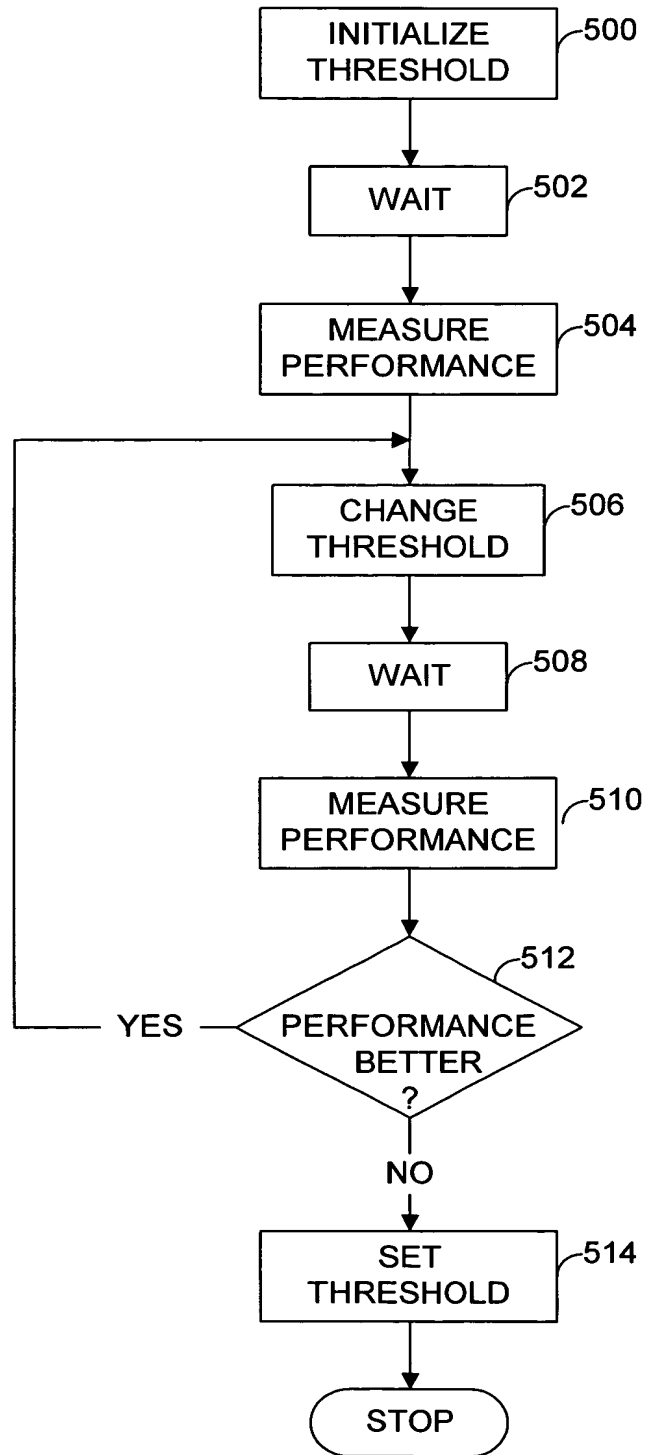 INITIALIZE
THRESHOLD
500
WAIT
502
MEASURE
PERFORMANCE
504
CHANGE
THRESHOLD
506
WAIT
508
MEASURE
PERFORMANCE
510
512
YES
PERFORMANCE
BETTER
?
NO
SET
THRESHOLD
514
STOP